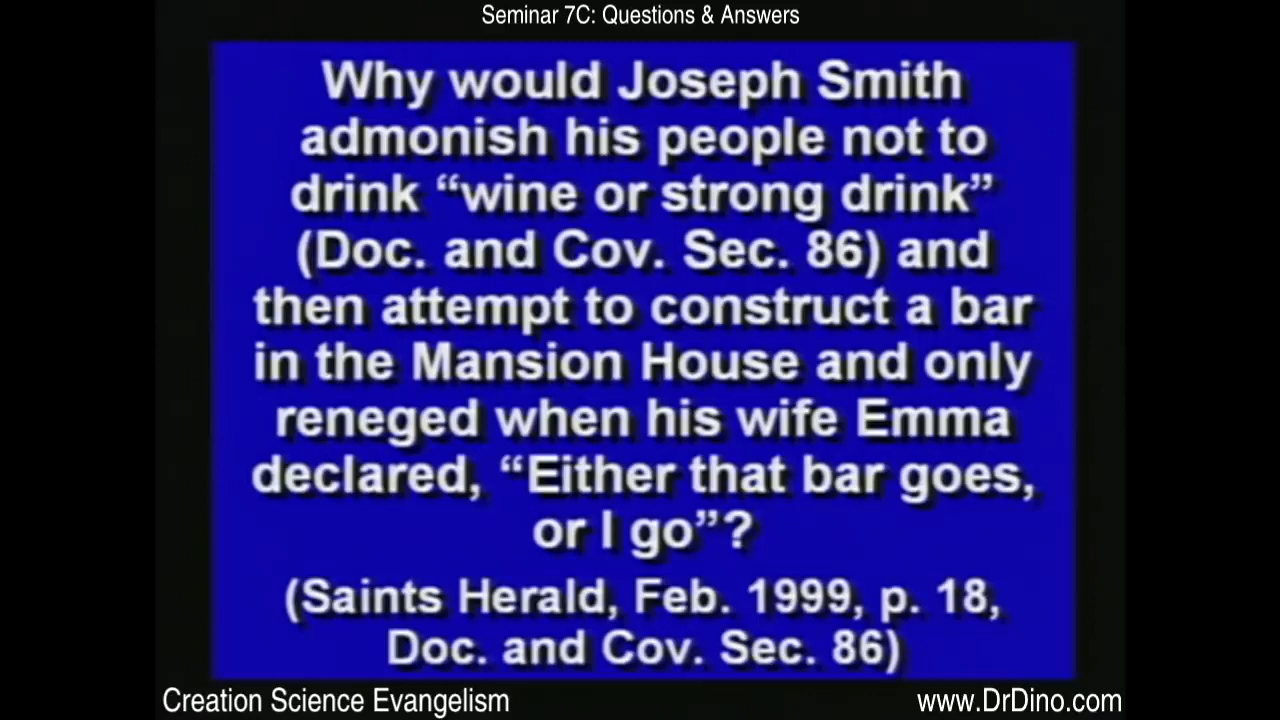 Seminar 7C: Questions & Answers
Why would Joseph Smith
admonish his people not to
drink “wine or strong drink”
(Doc. and Cov. Sec. 86) and
then attempt to construct a bar
in the Mansion House and only
reneged when his wife Emma
declared, “Either that bar goes,
or I go”?
(Saints Herald, Feb. 1999, p. 18,
Doc. and Cov. Sec. 86)
Creation Science Evangelism
www.DrDino.com